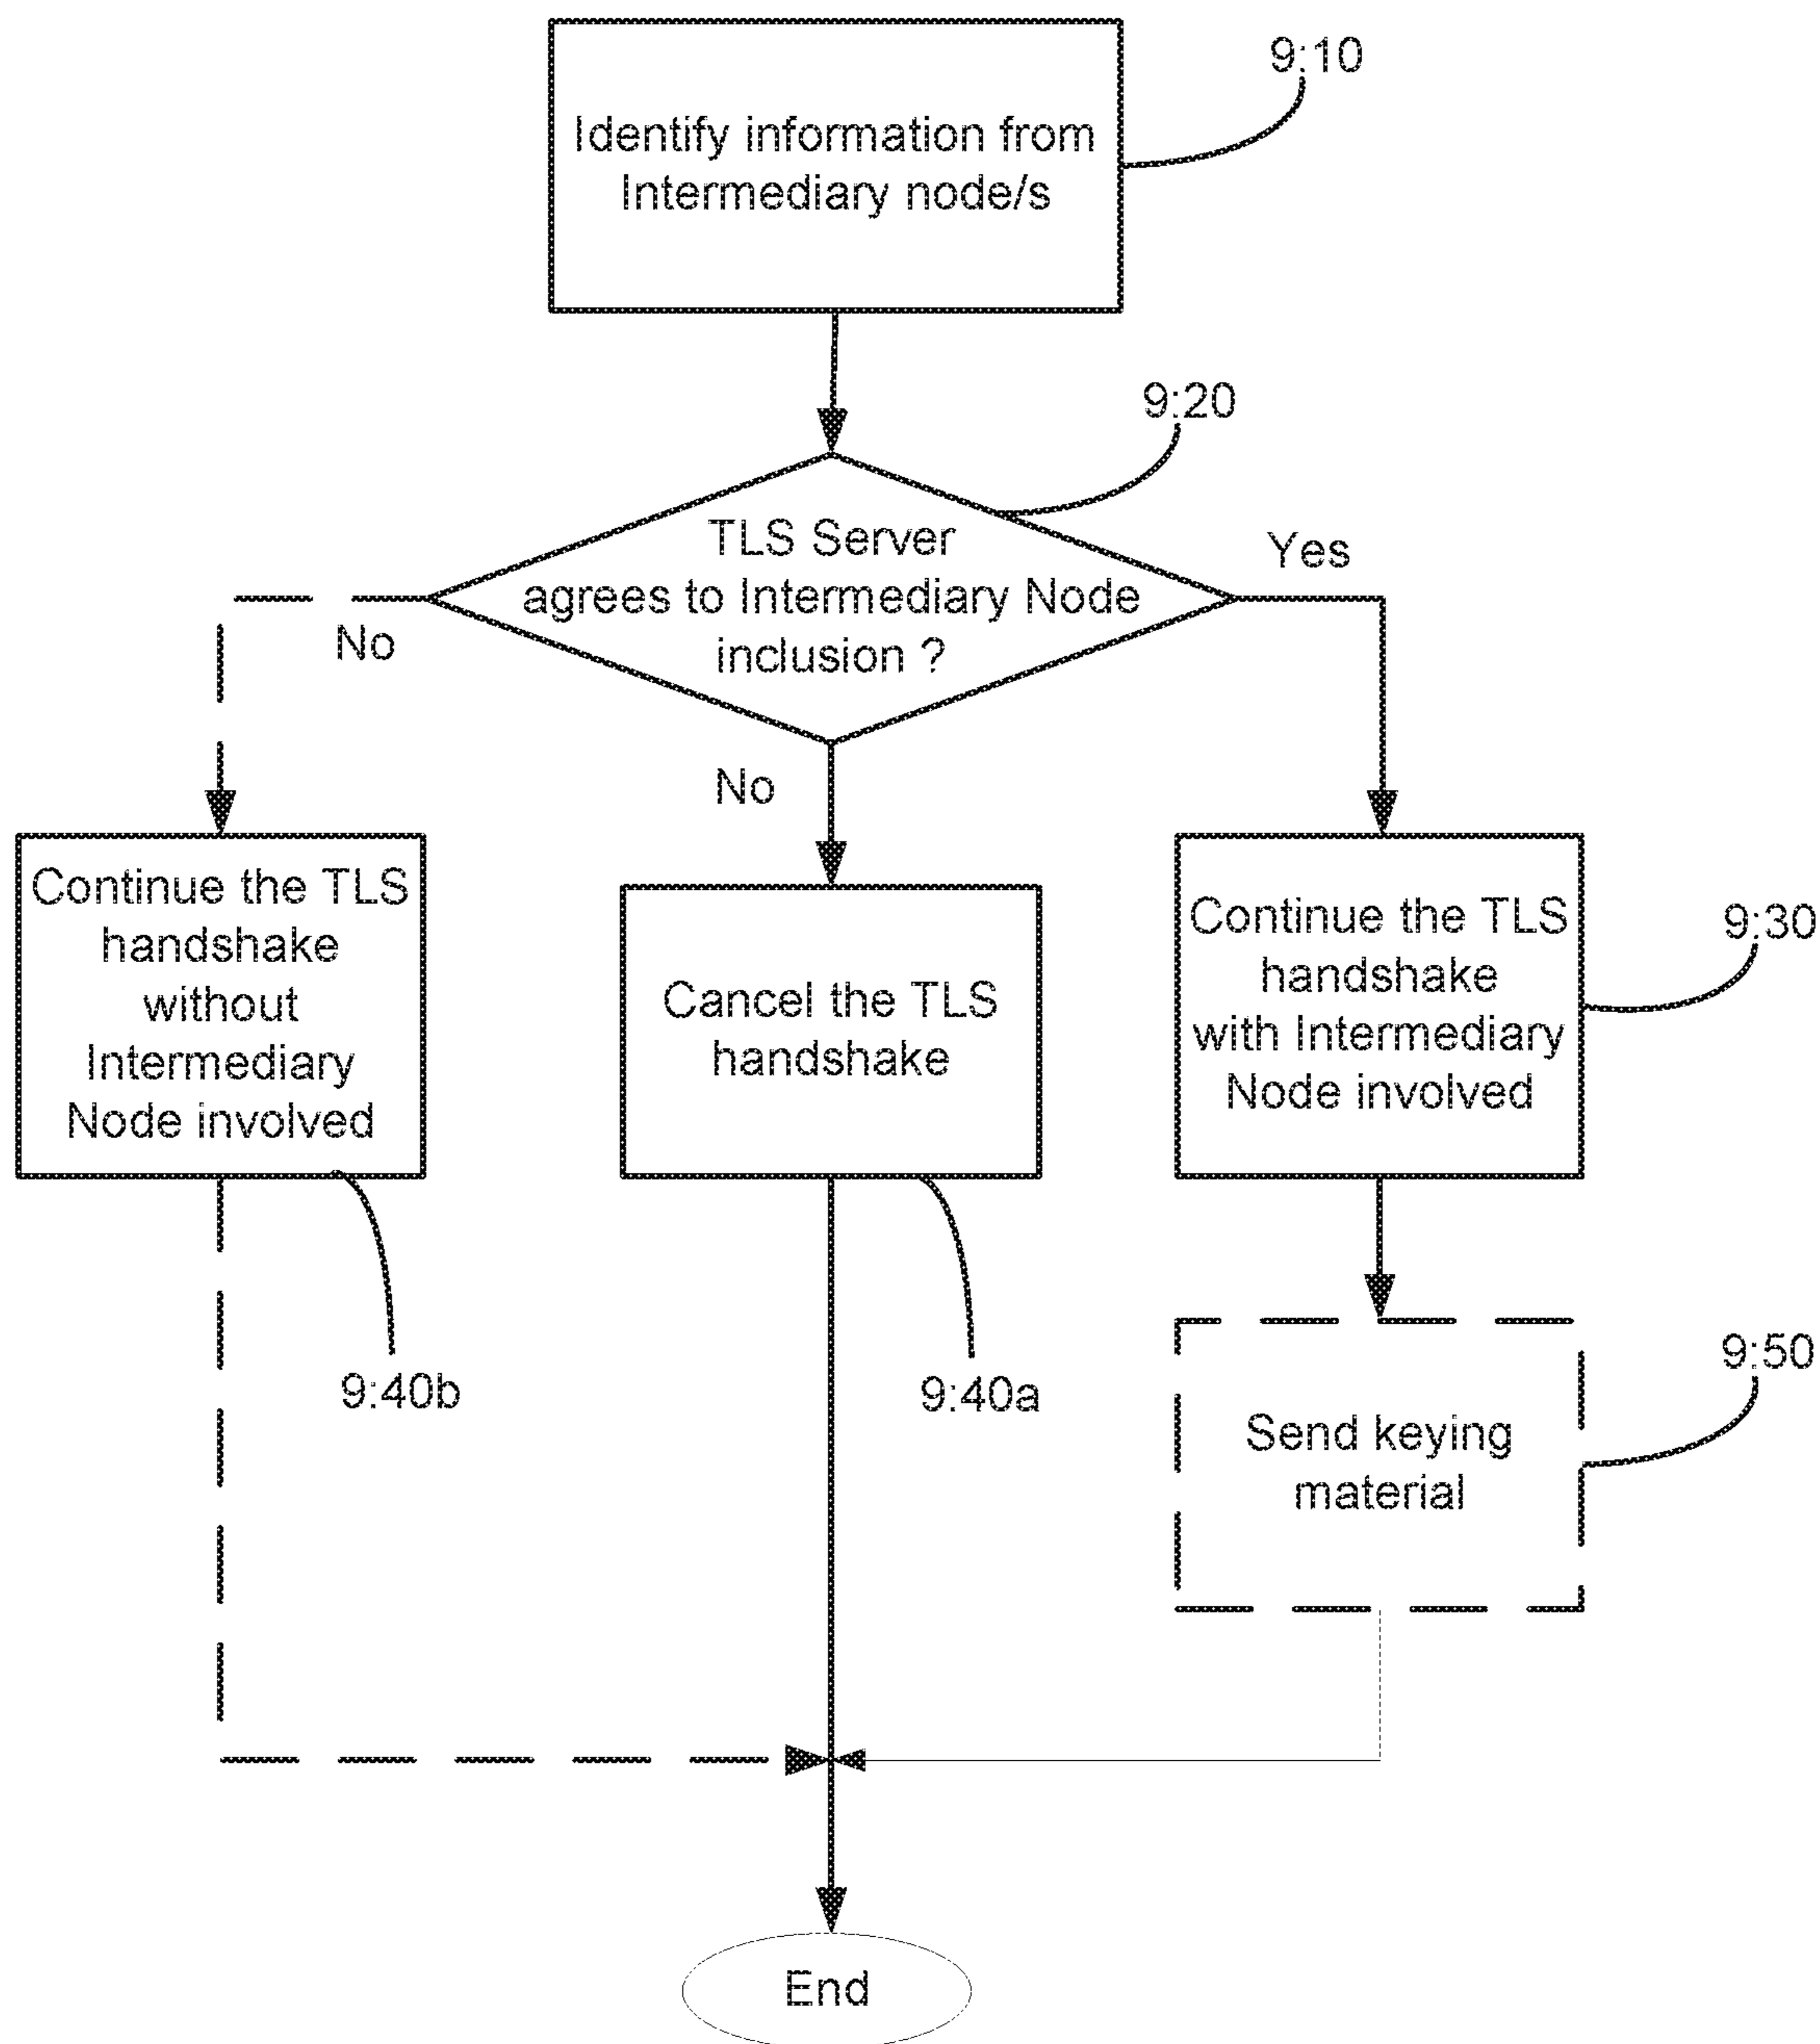 9:10
Identify information from
Intermediary node/s
9:20
TLS Server
agrees to Intermediary Node
inclusion ?
Yes
No
No
Continue the TLS
handshake
without
Intermediary
Node involved
Cancel the TLS
handshake
Continue the TLS
handshake
with Intermediary
Node involved
9:30
9:40b
9:40a
9:50
Send keying
material
End